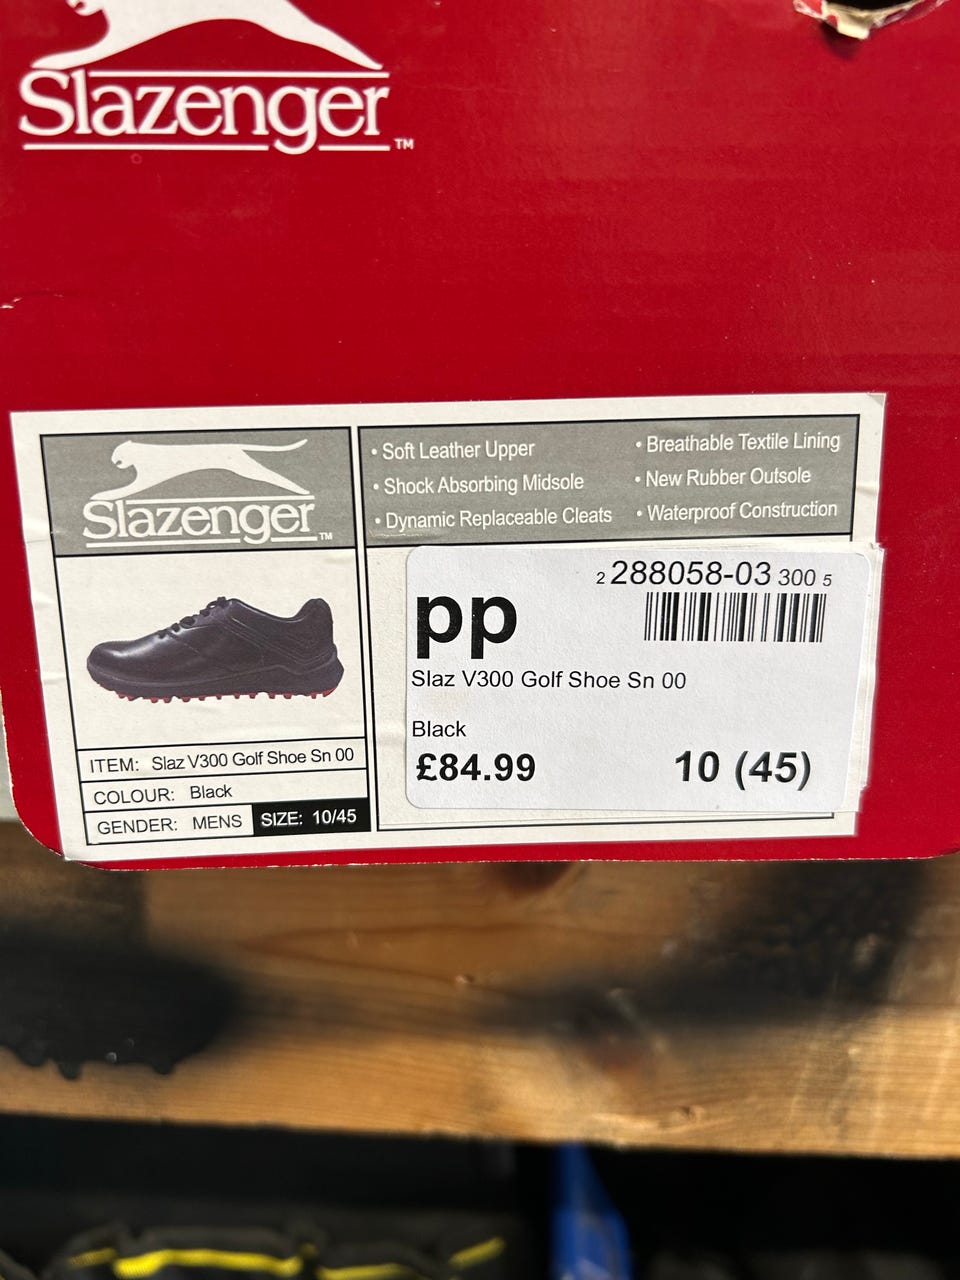 Slazenger™
Slazenger™
• Soft Leather Upper
• Shock Absorbing Midsole
• Dynamic Replaceable Cleats
• Breathable Textile Lining
• New Rubber Outsole
• Waterproof Construction
ITEM: Slaz V300 Golf Shoe Sn 00
COLOUR: Black
GENDER: MENS SIZE: 10/45
2 288058-03 300 5
pp
Slaz V300 Golf Shoe Sn 00
Black
£84.99 10 (45)